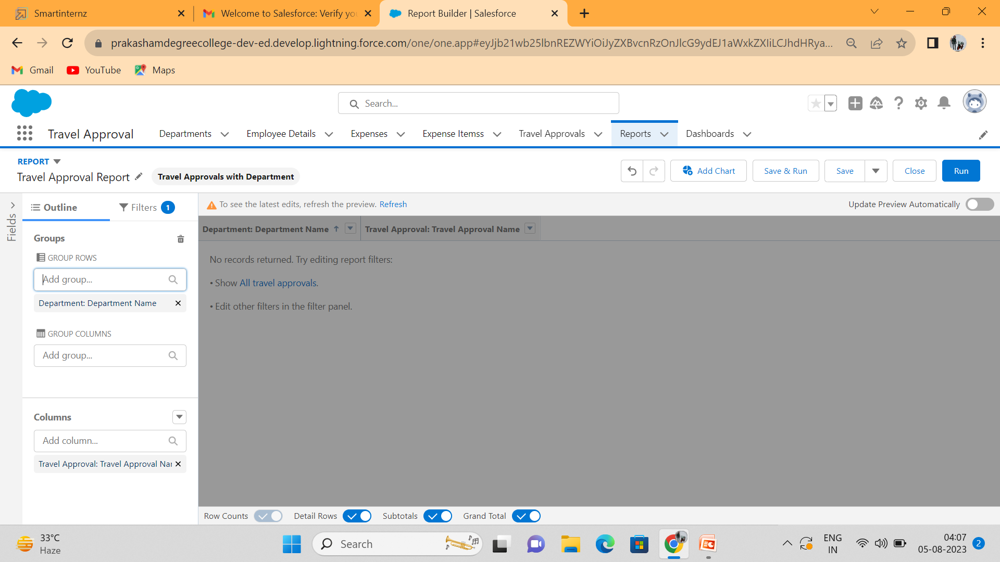 Smartinternz
Welcome to Salesforce: Verify yo
Report Builder | Salesforce
prakashamdegreecollege-dev-ed.develop.lightning.force.com/one/one.app#eyJjb21wb25lbnREZWYiOiJyZXBvcnRzOnJlcG9ydEJ1aWxkZXIiLCJhdHRya...
Gmail YouTube Maps
Search...
Travel Approval Departments Employee Details Expenses Expense Itemss Travel Approvals Reports Dashboards
REPORT
Travel Approval Report Travel Approvals with Department
Add Chart Save & Run Save Close Run
Fields
Outline Filters 1
To see the latest edits, refresh the preview. Refresh
Update Preview Automatically
Groups
GROUP ROWS
Add group...
Department: Department Name
GROUP COLUMNS
Add group...
Columns
Add column...
Travel Approval: Travel Approval Nar
Department: Department Name Travel Approval: Travel Approval Name
No records returned. Try editing report filters:
• Show All travel approvals.
• Edit other filters in the filter panel.
Row Counts Detail Rows Subtotals Grand Total
33°C
Haze
Search
ENG
IN
04:07
05-08-2023
2